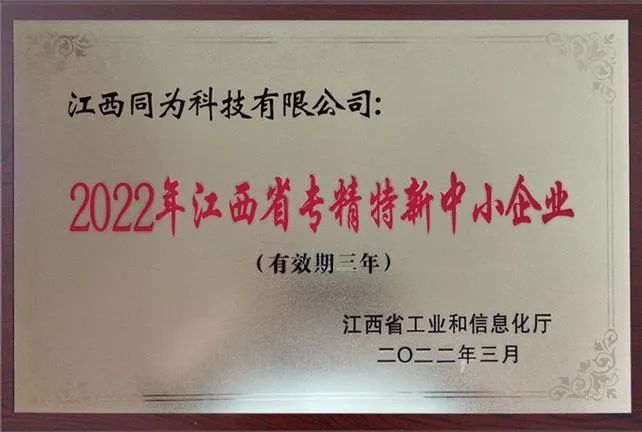 江西同为科技有限公司:
2022年江西省专精特新中小企业
(有效期三年)
江西省工业和信息化厅
二〇二二年三月